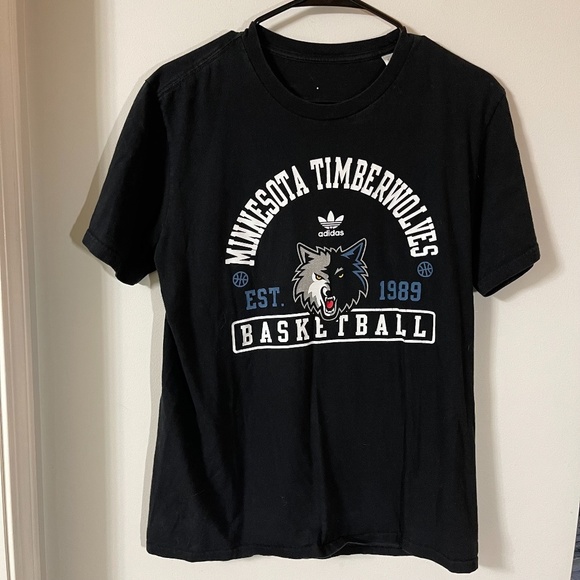 MINNESOTA TIMBERWOLVES
adidas
EST. 1989
BASKETBALL